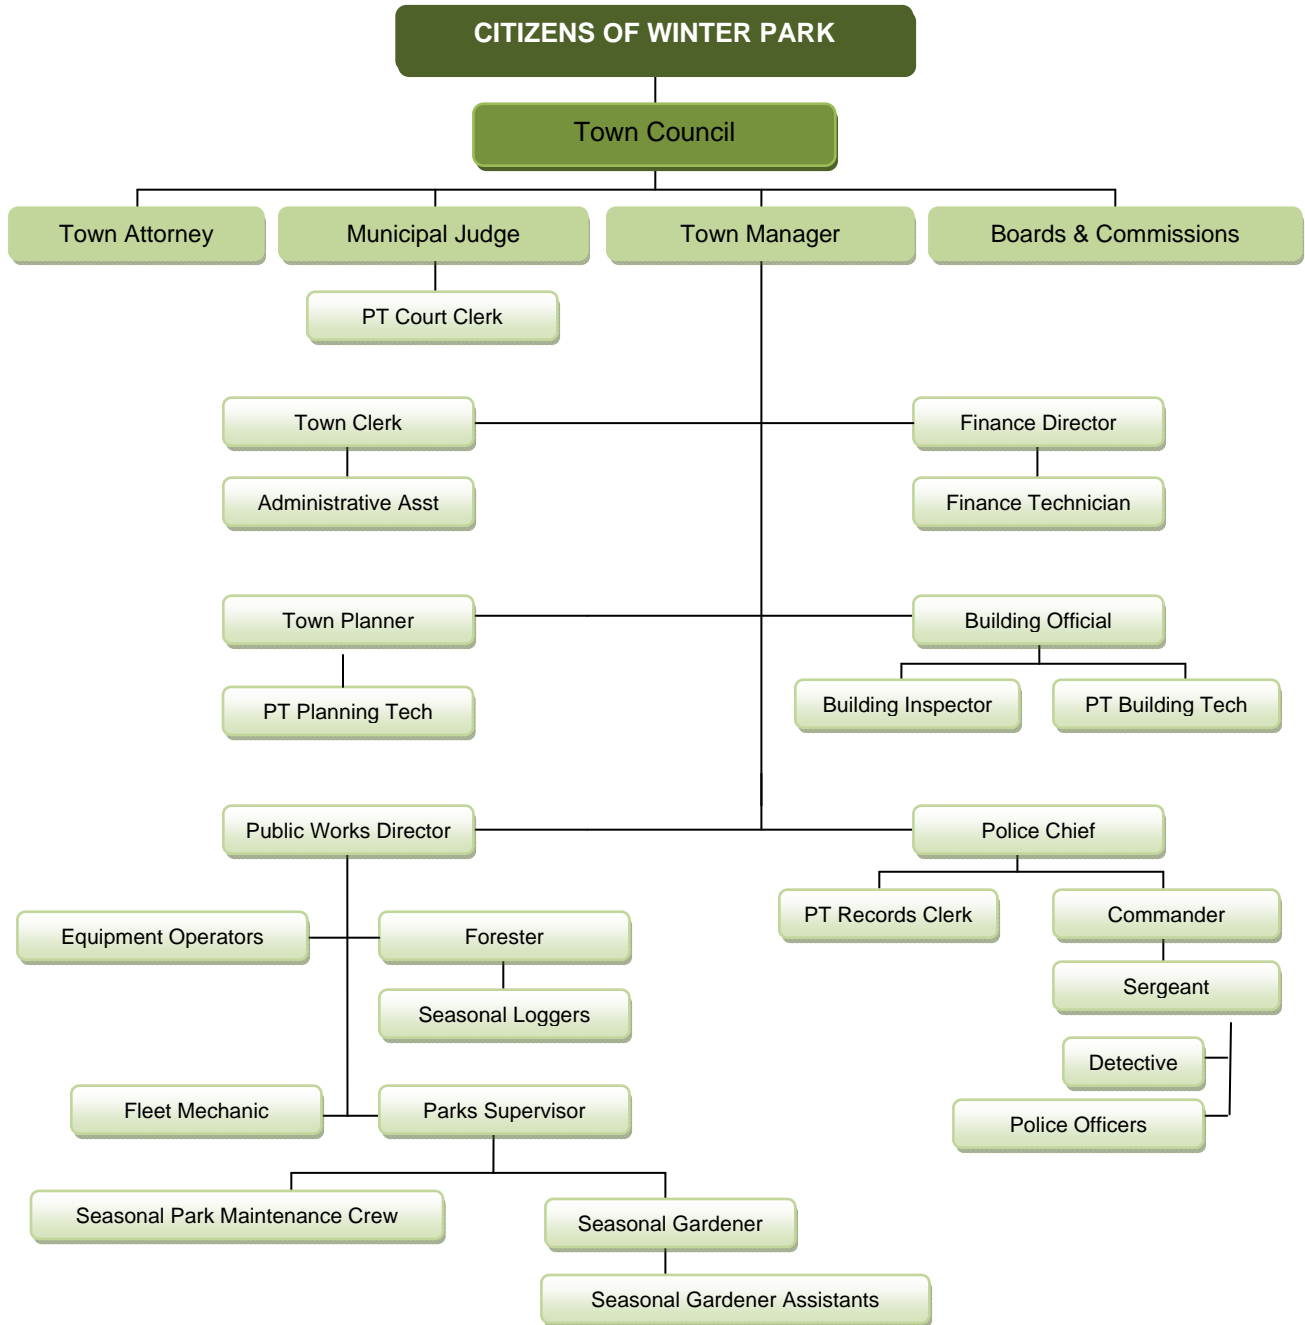 CITIZENS OF WINTER PARK
Town Council
Town Attorney
Municipal Judge
Town Manager
Boards & Commissions
PT Court Clerk
Town Clerk
Finance Director
Administrative Asst
Finance Technician
Town Planner
Building Official
PT Planning Tech
Building Inspector
PT Building Tech
Public Works Director
Police Chief
PT Records Clerk
Commander
Equipment Operators
Forester
Sergeant
Seasonal Loggers
Detective
Fleet Mechanic
Parks Supervisor
Police Officers
Seasonal Park Maintenance Crew
Seasonal Gardener
Seasonal Gardener Assistants